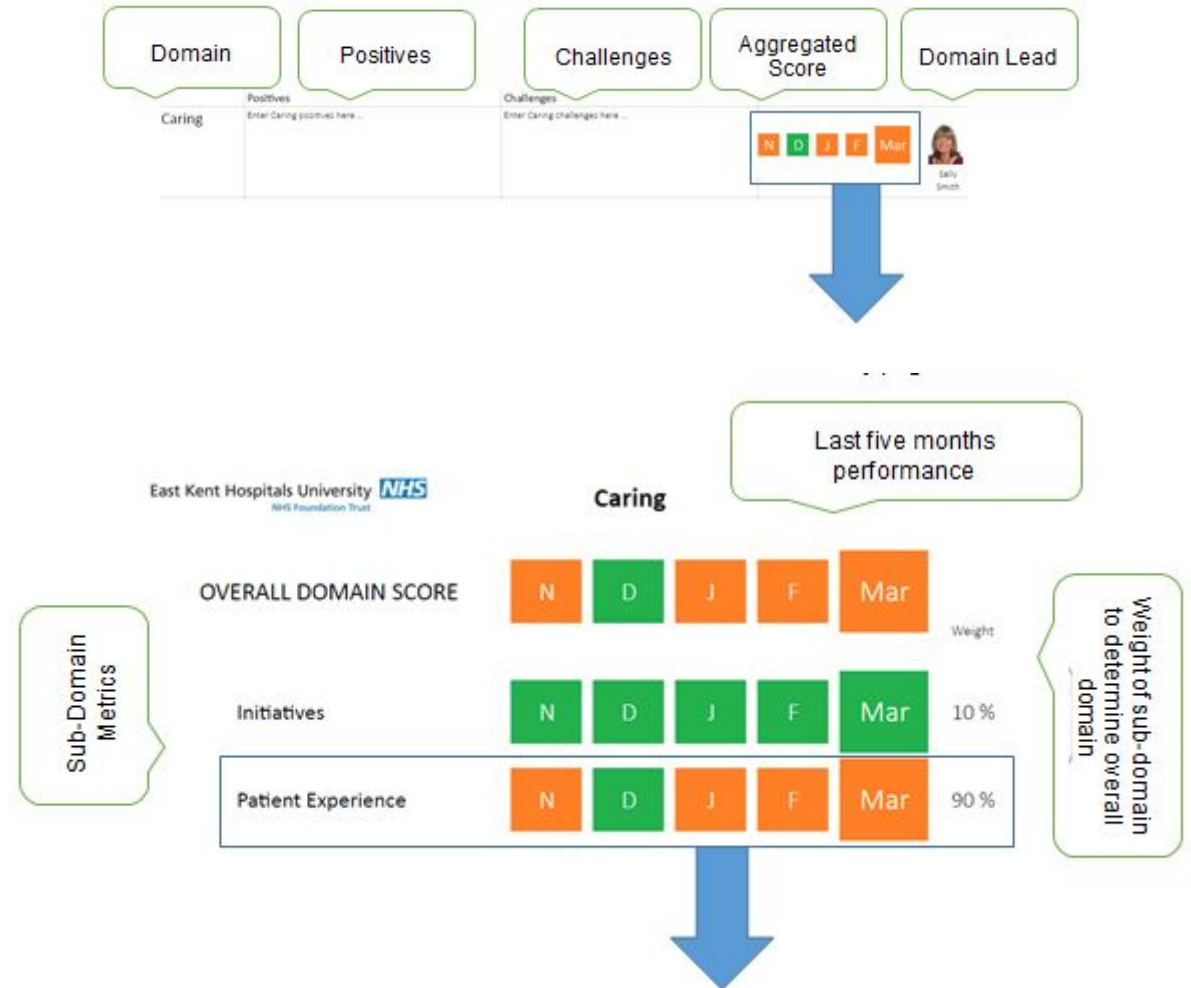 Domain
Positives
Challenges
Aggregated
Score
Domain Lead
Positives
Challenges
Caring
Enter Caring positives here ...
Enter Caring challenges here ...
N D J F Mar
Sally
Smith
Last five months
performance
East Kent Hospitals University NHS
NHS Foundation Trust
Caring
OVERALL DOMAIN SCORE
N D J F Mar
Weight
Sub-Domain
Metrics
Weight of sub-domain
to determine overall
domain
Initiatives
N D J F Mar 10 %
Patient Experience
N D J F Mar 90 %